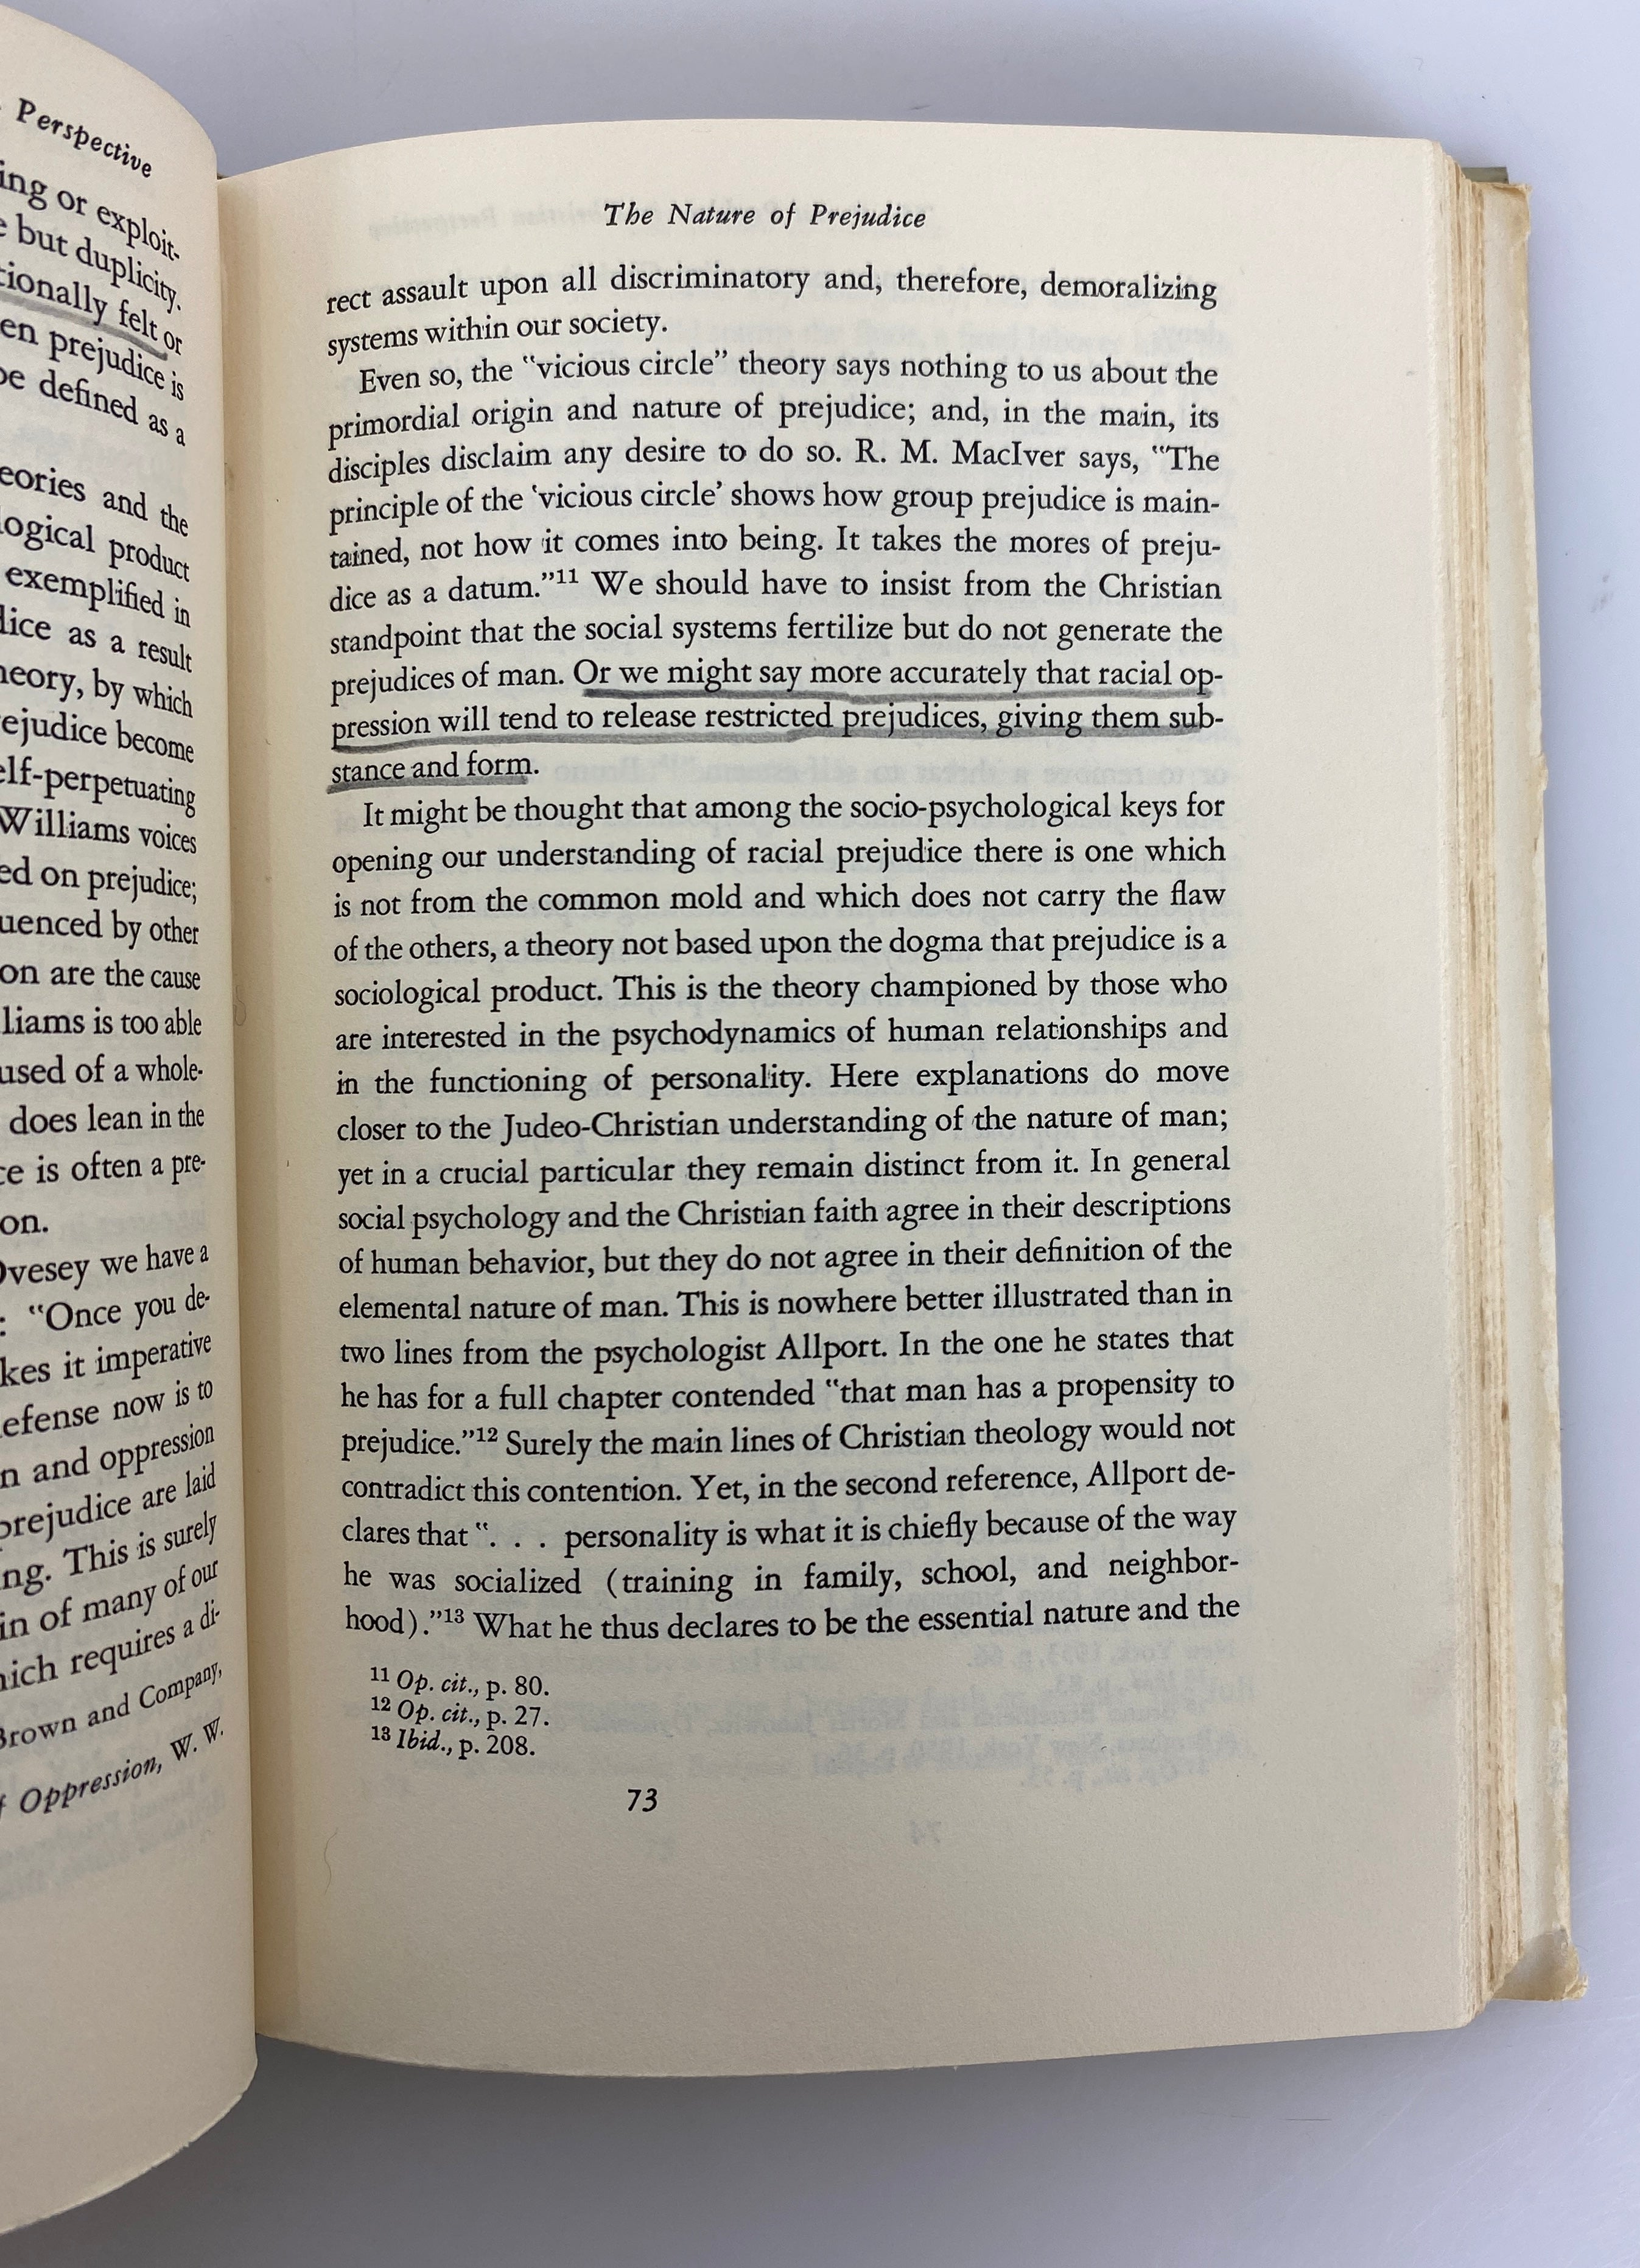 Perspective
ing or exploit-
but duplicity.
tionally felt or
en prejudice is
be defined as a
eories and the
logical product
exemplified in
dice as a result
heory, by which
rejudice become
elf-perpetuating
Williams voices
ed on prejudice;
uenced by other
on are the cause
lliams is too able
used of a whole-
does lean in the
ce is often a pre-
on.
Ovesey we have a
: "Once you de-
kes it imperative
defense now is to
n and oppression
prejudice are laid
ng. This is surely
in of many of our
hich requires a di-
Brown and Company,
Oppression, W. W.
The Nature of Prejudice
rect assault upon all discriminatory and, therefore, demoralizing
systems within our society.
Even so, the "vicious circle" theory says nothing to us about the
primordial origin and nature of prejudice; and, in the main, its
disciples disclaim any desire to do so. R. M. MacIver says, "The
principle of the 'vicious circle' shows how group prejudice is main-
tained, not how it comes into being. It takes the mores of preju-
dice as a datum."11 We should have to insist from the Christian
standpoint that the social systems fertilize but do not generate the
prejudices of man. Or we might say more accurately that racial op-
pression will tend to release restricted prejudices, giving them sub-
stance and form.
It might be thought that among the socio-psychological keys for
opening our understanding of racial prejudice there is one which
is not from the common mold and which does not carry the flaw
of the others, a theory not based upon the dogma that prejudice is a
sociological product. This is the theory championed by those who
are interested in the psychodynamics of human relationships and
in the functioning of personality. Here explanations do move
closer to the Judeo-Christian understanding of the nature of man;
yet in a crucial particular they remain distinct from it. In general
social psychology and the Christian faith agree in their descriptions
of human behavior, but they do not agree in their definition of the
elemental nature of man. This is nowhere better illustrated than in
two lines from the psychologist Allport. In the one he states that
he has for a full chapter contended "that man has a propensity to
prejudice."12 Surely the main lines of Christian theology would not
contradict this contention. Yet, in the second reference, Allport de-
clares that ". . . personality is what it is chiefly because of the way
he was socialized (training in family, school, and neighbor-
hood)."13 What he thus declares to be the essential nature and the
11 Op. cit., p. 80.
12 Op. cit., p. 27.
13 Ibid., p. 208.
73